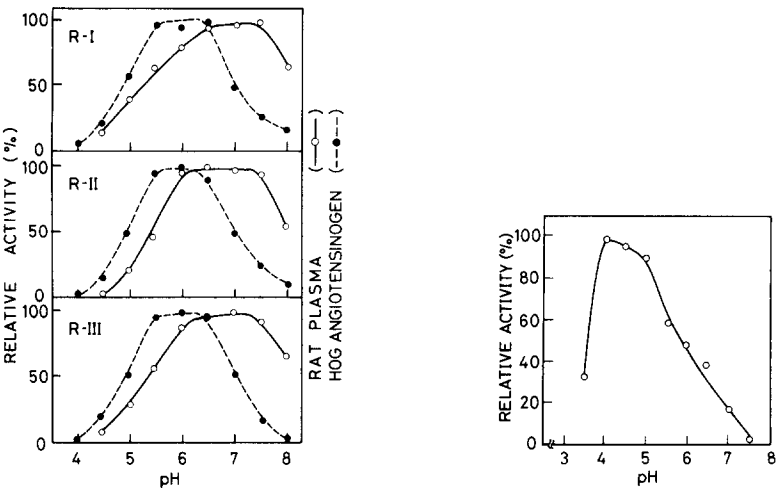 100
R-I
50
0
100
R-II
50
0
100
R-III
50
0
4 5 6 7 8
pH
RELATIVE ACTIVITY (%)
RAT PLASMA (—○—)
HOG ANGIOTENSINOGEN (--●--)
100
80
60
40
20
0
3 4 5 6 7 8
pH
RELATIVE ACTIVITY (%)